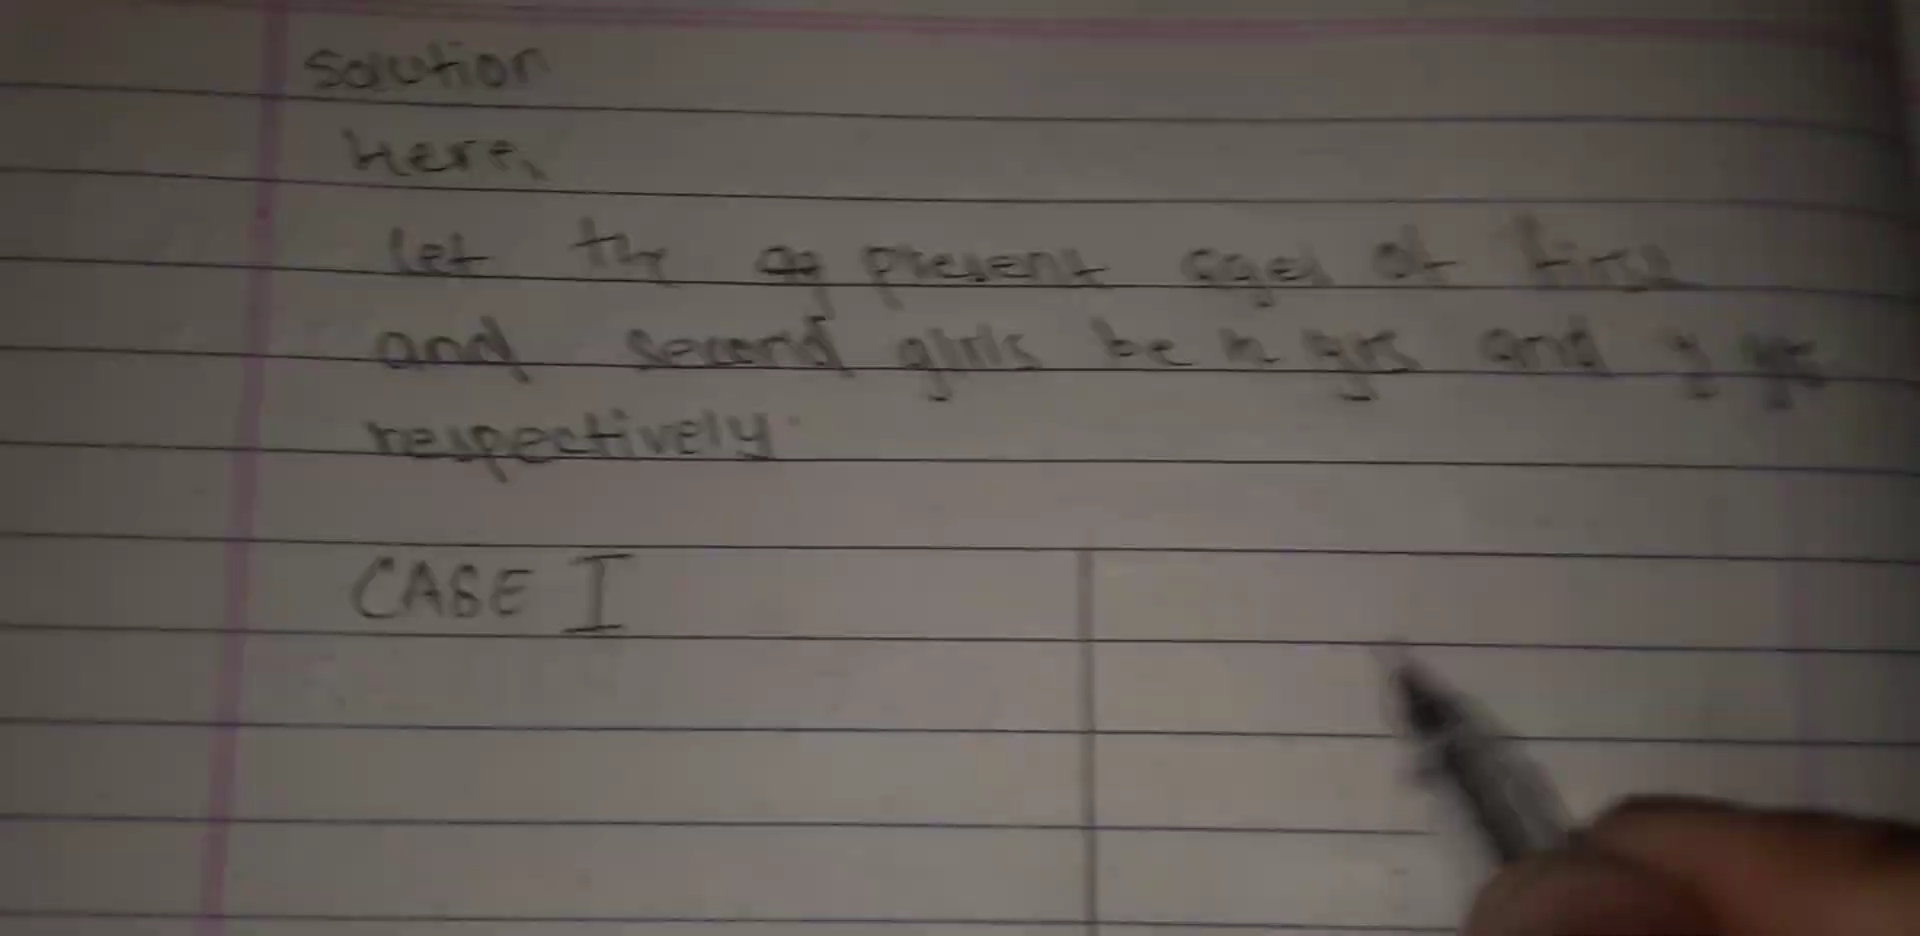 Solution
here,
let the present ages of first
and second girls be x yrs and y yrs
respectively.
CASE I